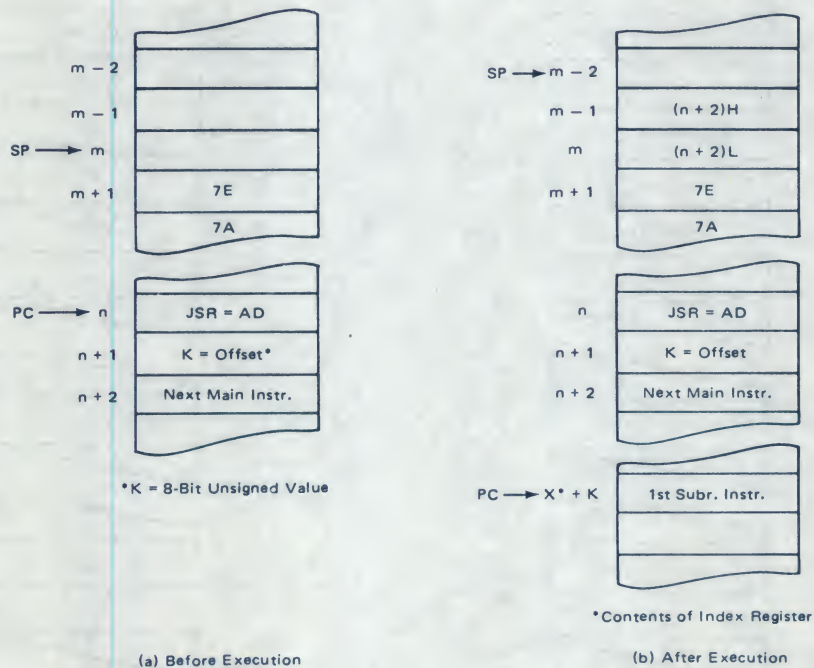 m – 2
m – 1
SP m
m + 1 7E
7A
PC n JSR = AD
n + 1 K = Offset*
n + 2 Next Main Instr.
*K = 8-Bit Unsigned Value
(a) Before Execution
SP m – 2
m – 1 (n + 2)H
m (n + 2)L
m + 1 7E
7A
n JSR = AD
n + 1 K = Offset
n + 2 Next Main Instr.
PC X* + K 1st Subr. Instr.
*Contents of Index Register
(b) After Execution